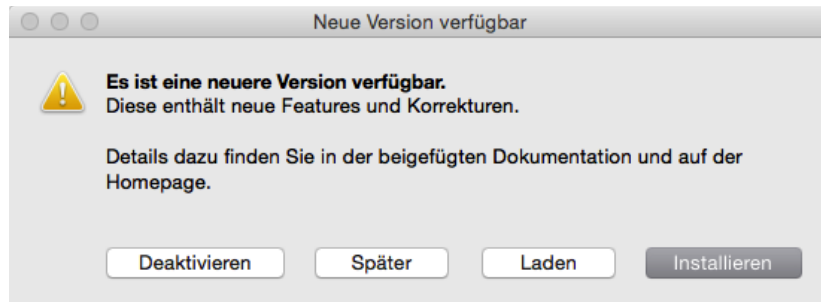 Neue Version verfügbar
Es ist eine neuere Version verfügbar.
Diese enthält neue Features und Korrekturen.
Details dazu finden Sie in der beigefügten Dokumentation und auf der
Homepage.
Deaktivieren Später Laden Installieren